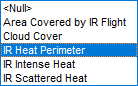 <Null>
Area Covered by IR Flight
Cloud Cover
IR Heat Perimeter
IR Intense Heat
IR Scattered Heat